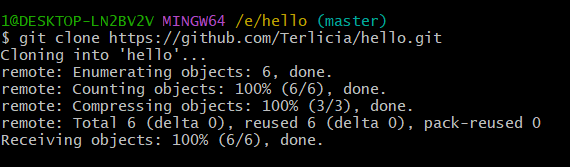 1@DESKTOP-LN2BV2V MINGW64 /e/hello (master)
$ git clone https://github.com/Terlicia/hello.git
Cloning into 'hello'...
remote: Enumerating objects: 6, done.
remote: Counting objects: 100% (6/6), done.
remote: Compressing objects: 100% (3/3), done.
remote: Total 6 (delta 0), reused 6 (delta 0), pack-reused 0
Receiving objects: 100% (6/6), done.